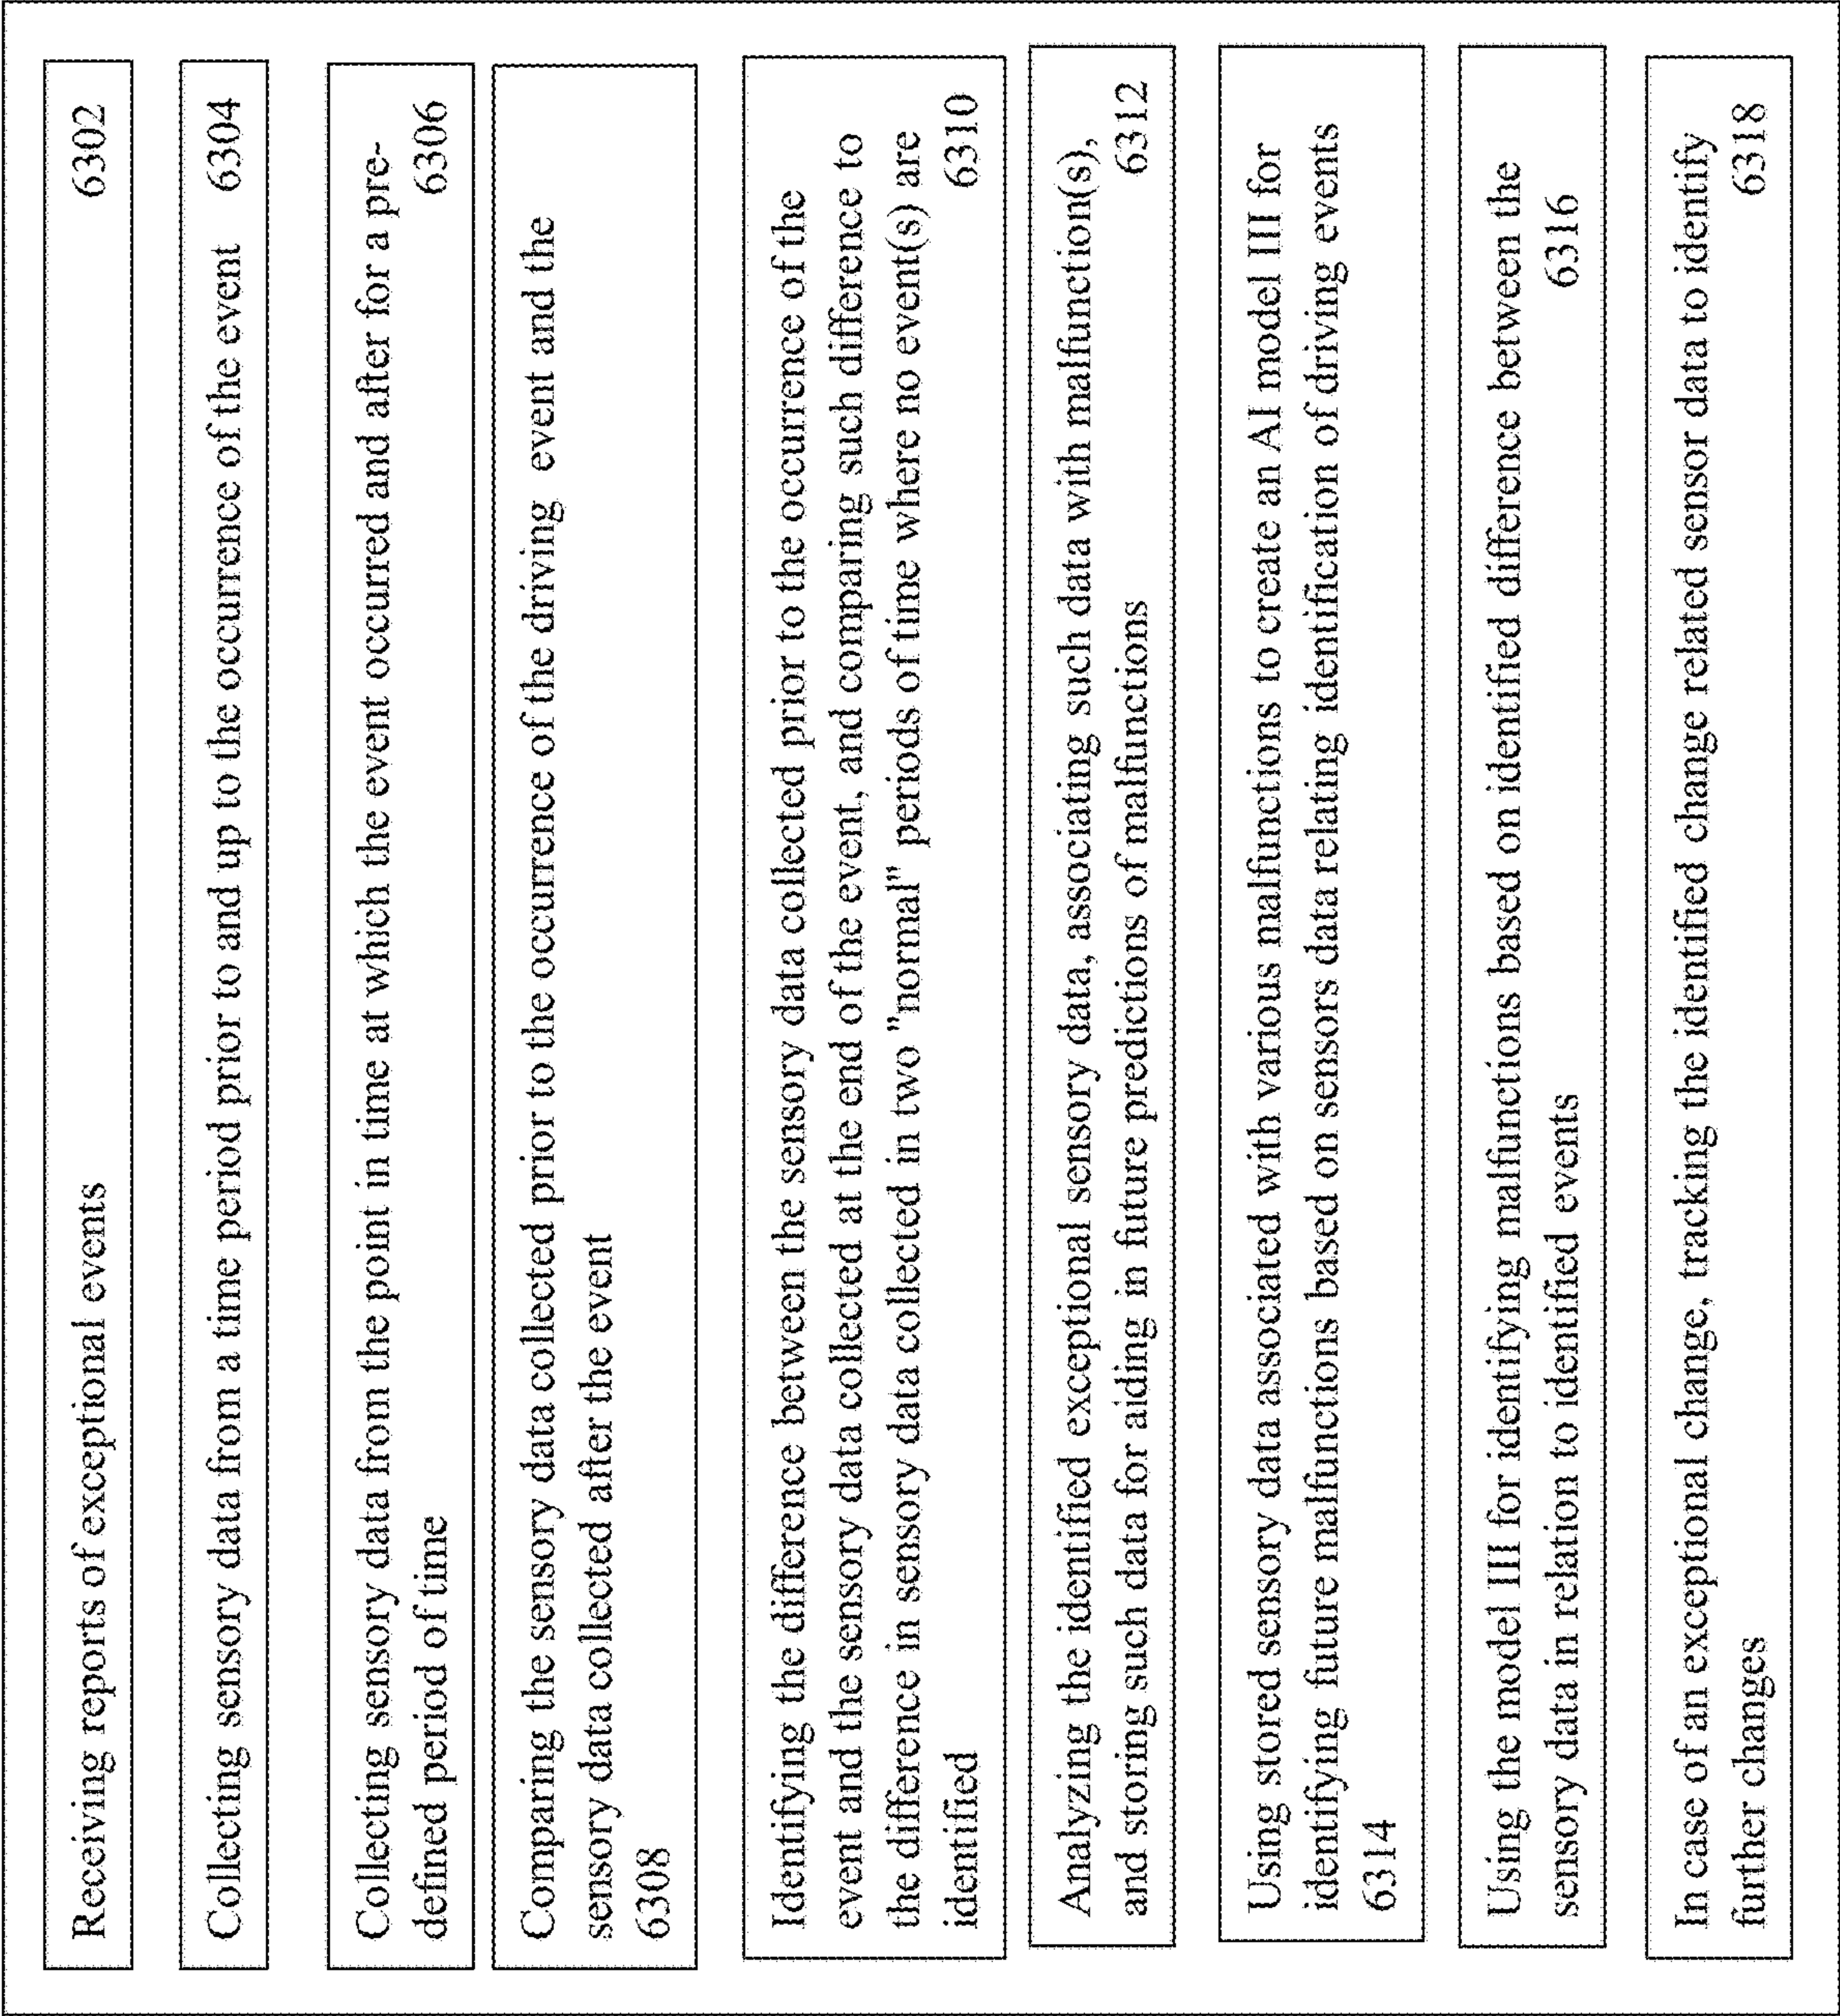 Receiving reports of exceptional events 6302
Collecting sensory data from a time period prior to and up to the occurrence of the event 6304
Collecting sensory data from the point in time at which the event occurred and after for a pre-
defined period of time 6306
Comparing the sensory data collected prior to the occurrence of the driving event and the
sensory data collected after the event
6308
Identifying the difference between the sensory data collected prior to the occurrence of the
event and the sensory data collected at the end of the event, and comparing such difference to
the difference in sensory data collected in two "normal" periods of time where no event(s) are
identified 6310
Analyzing the identified exceptional sensory data, associating such data with malfunction(s),
and storing such data for aiding in future predictions of malfunctions 6312
Using stored sensory data associated with various malfunctions to create an AI model III for
identifying future malfunctions based on sensors data relating identification of driving events
6314
Using the model III for identifying malfunctions based on identified difference between the
sensory data in relation to identified events 6316
In case of an exceptional change, tracking the identified change related sensor data to identify
further changes 6318